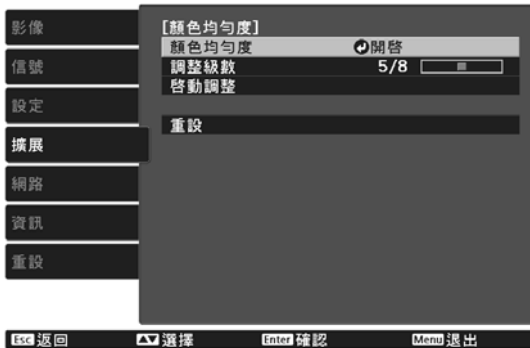 影像
信號
設定
擴展
網路
資訊
重設
[顏色均勻度]
顏色均勻度 開啓
調整級數 5/8
啓動調整
重設
Esc 返回 選擇 Enter 確認 Menu 退出